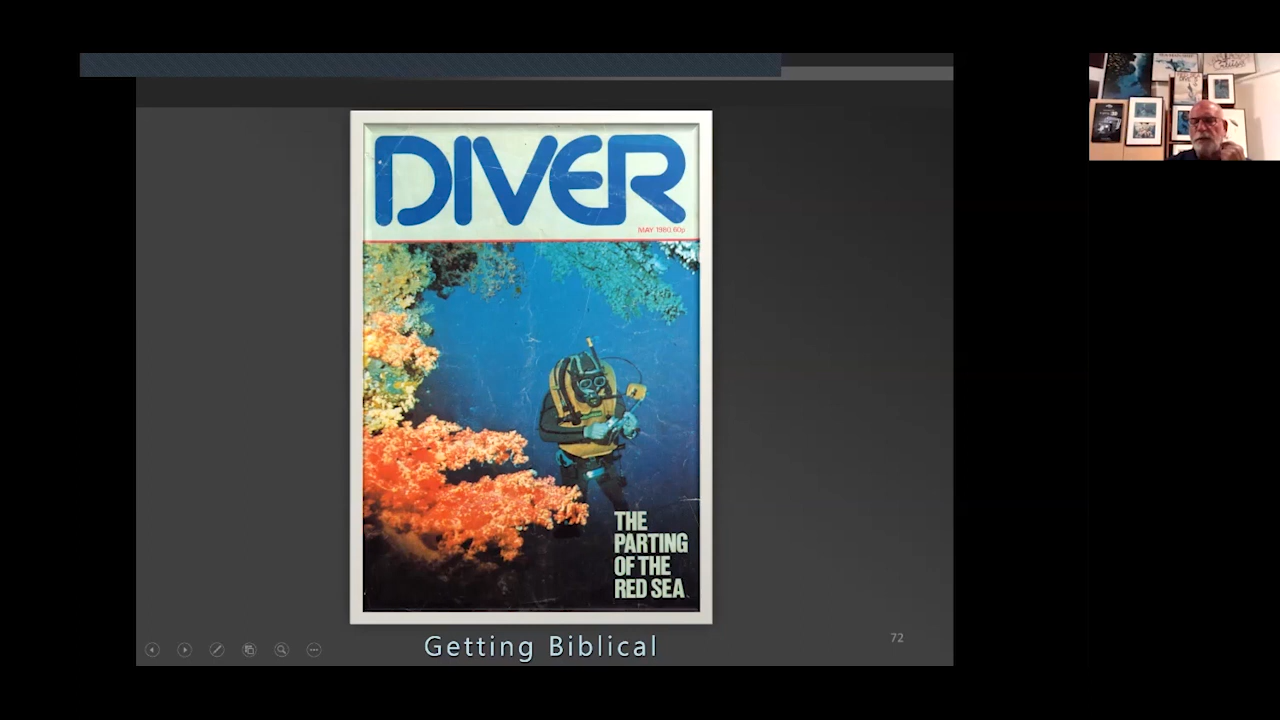 DIVER
MAY 1980 60p
THE
PARTING
OF THE
RED SEA
Getting Biblical
72